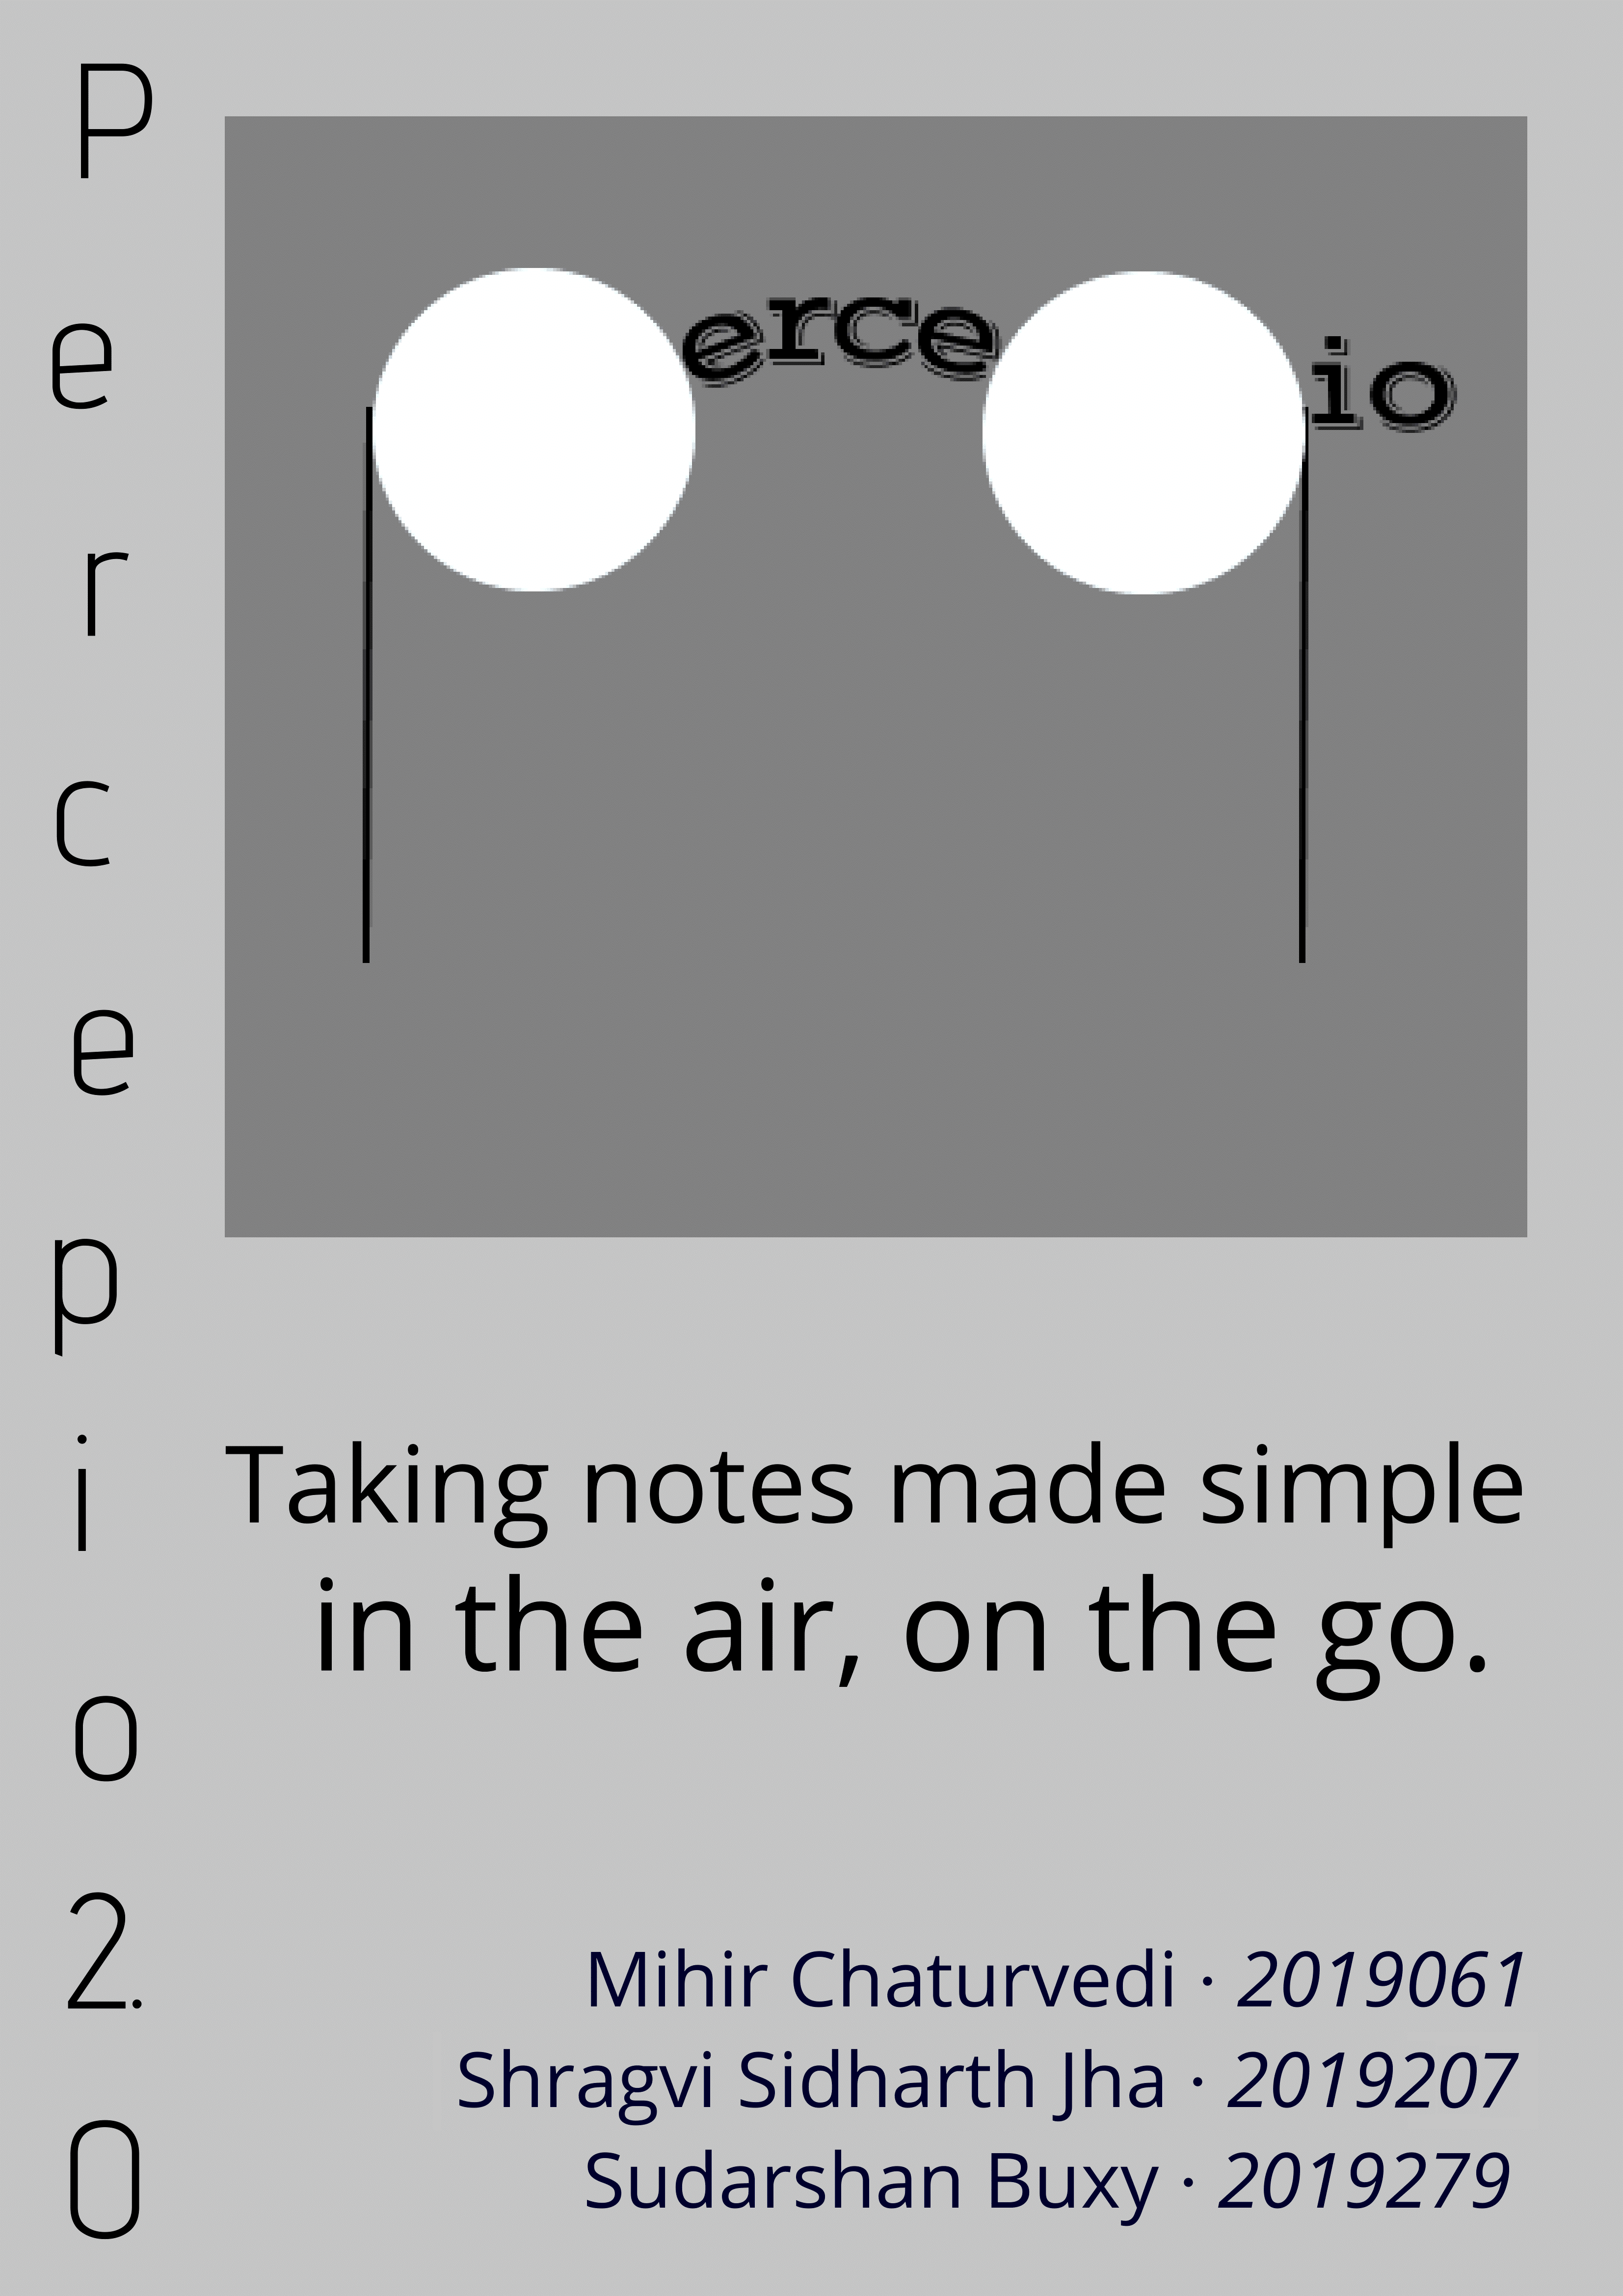 Percepio 2.0
erce io
Taking notes made simple
in the air, on the go.
Mihir Chaturvedi · 2019061
Shragvi Sidharth Jha · 2019207
Sudarshan Buxy · 2019279